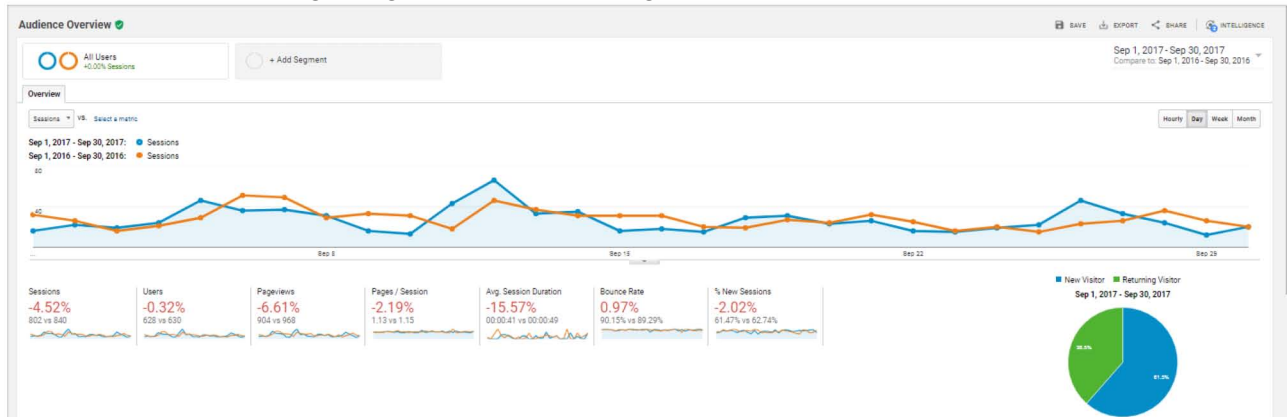 Audience Overview
SAVE EXPORT SHARE INTELLIGENCE
All Users
+0.00% Sessions
+ Add Segment
Sep 1, 2017 - Sep 30, 2017
Compare to: Sep 1, 2016 - Sep 30, 2016
Overview
Sessions VS. Select a metric
Hourly Day Week Month
Sep 1, 2017 - Sep 30, 2017: Sessions
Sep 1, 2016 - Sep 30, 2016: Sessions
80
40
... Sep 8 Sep 15 Sep 22 Sep 29
New Visitor Returning Visitor
Sep 1, 2017 - Sep 30, 2017
Sessions
-4.52%
802 vs 840
Users
-0.32%
628 vs 630
Pageviews
-6.61%
904 vs 968
Pages / Session
-2.19%
1.13 vs 1.15
Avg. Session Duration
-15.57%
00:00:41 vs 00:00:49
Bounce Rate
0.97%
90.15% vs 89.29%
% New Sessions
-2.02%
61.47% vs 62.74%
38.5%
61.5%